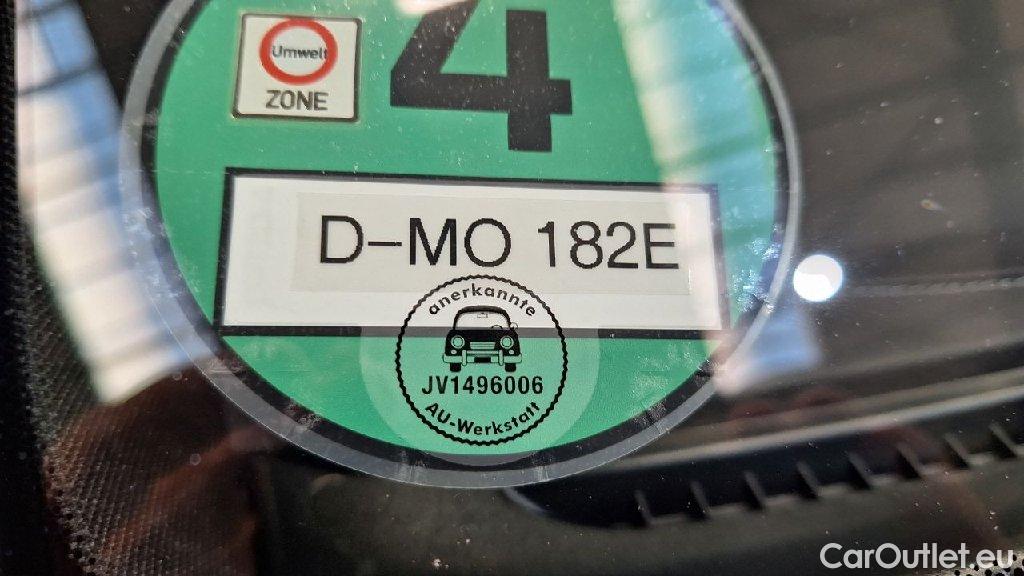 4
Umwelt
ZONE
D-MO 182E
anerkannte
JV1496006
AU-Werkstatt
CarOutlet.eu